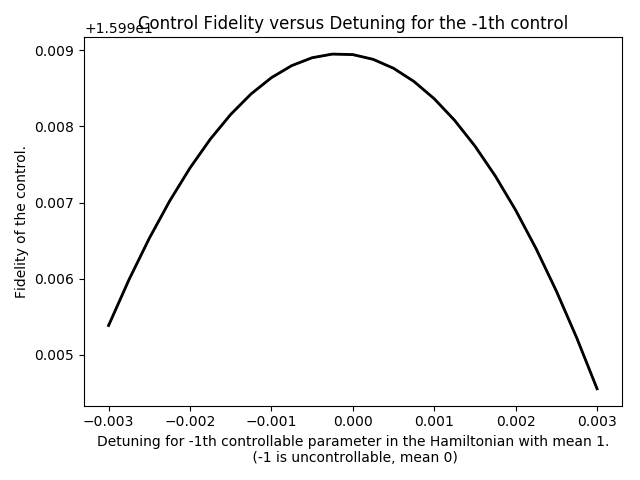 Control Fidelity versus Detuning for the -1th control
+1.599e1
0.009
0.008
0.007
0.006
0.005
Fidelity of the control.
−0.003 −0.002 −0.001 0.000 0.001 0.002 0.003
Detuning for -1th controllable parameter in the Hamiltonian with mean 1.
(-1 is uncontrollable, mean 0)